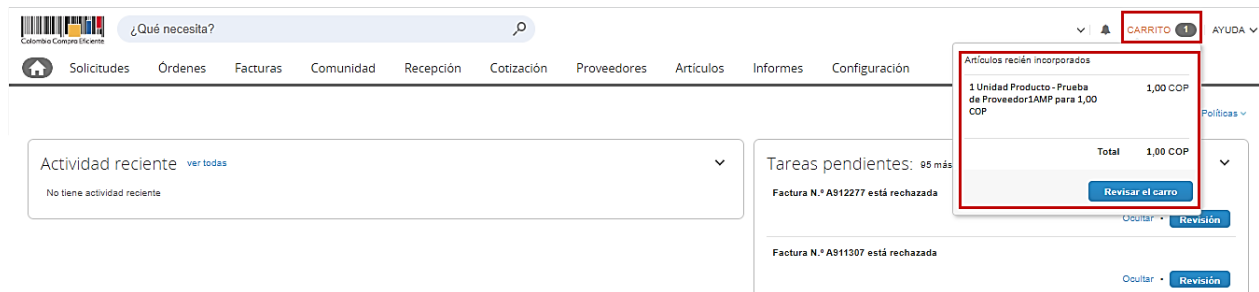 Colombia Compra Eficiente
¿Qué necesita?
CARRITO 1
AYUDA
Solicitudes Órdenes Facturas Comunidad Recepción Cotización Proveedores Artículos Informes Configuración
Artículos recién incorporados
1 Unidad Producto - Prueba 1,00 COP
de Proveedor1AMP para 1,00
COP
Total 1,00 COP
Revisar el carro
Políticas
Actividad reciente ver todas
No tiene actividad reciente
Tareas pendientes: 95 más
Factura N.º A912277 está rechazada
Ocultar • Revisión
Factura N.º A911307 está rechazada
Ocultar • Revisión